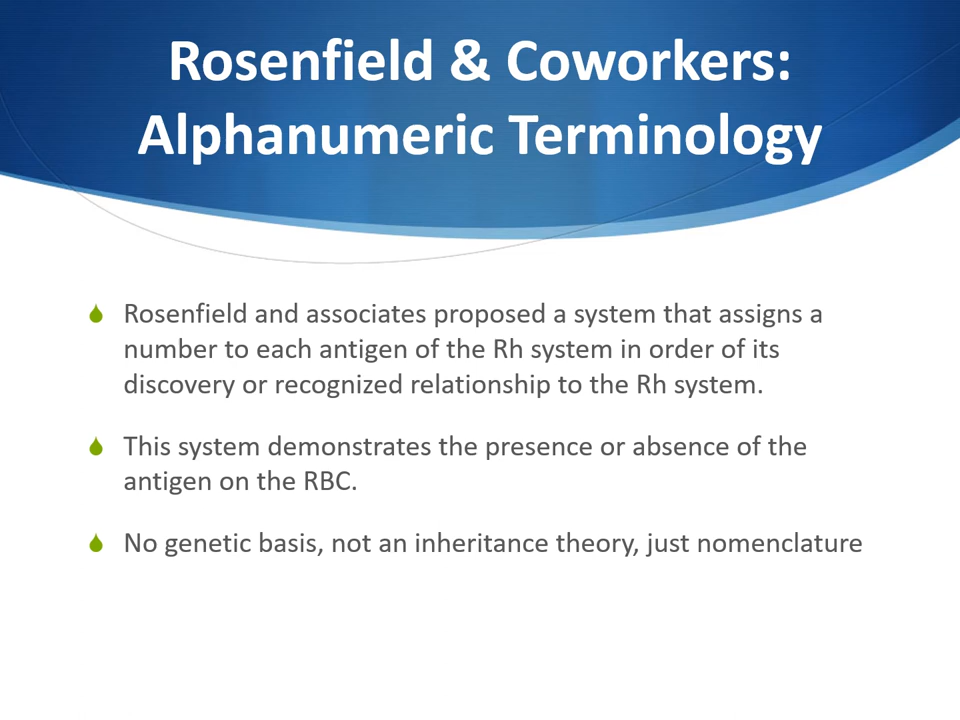 Rosenfield & Coworkers:
Alphanumeric Terminology
Rosenfield and associates proposed a system that assigns a
number to each antigen of the Rh system in order of its
discovery or recognized relationship to the Rh system.
This system demonstrates the presence or absence of the
antigen on the RBC.
No genetic basis, not an inheritance theory, just nomenclature